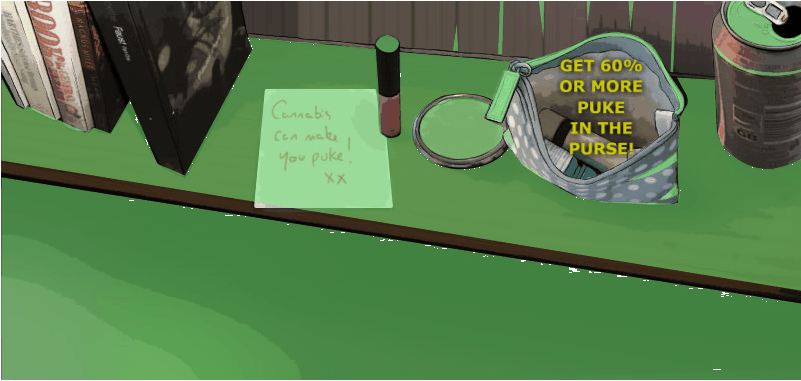 Cannabis
can make
you puke!
xx
GET 60%
OR MORE
PUKE
IN THE
PURSE!